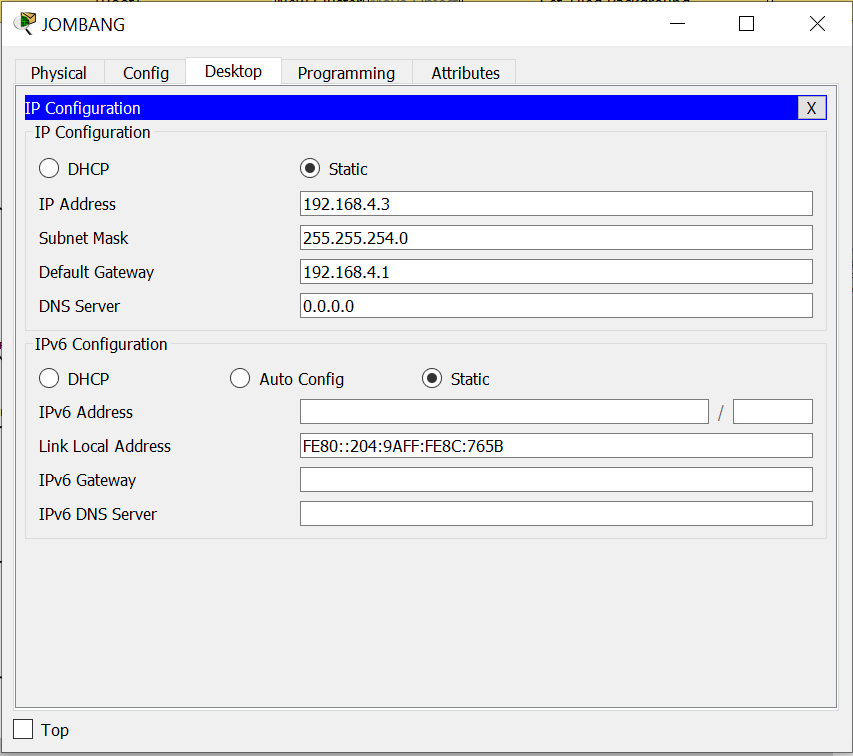 JOMBANG
Physical Config Desktop Programming Attributes
IP Configuration X
IP Configuration
DHCP Static
IP Address 192.168.4.3
Subnet Mask 255.255.254.0
Default Gateway 192.168.4.1
DNS Server 0.0.0.0
IPv6 Configuration
DHCP Auto Config Static
IPv6 Address /
Link Local Address FE80::204:9AFF:FE8C:765B
IPv6 Gateway
IPv6 DNS Server
Top